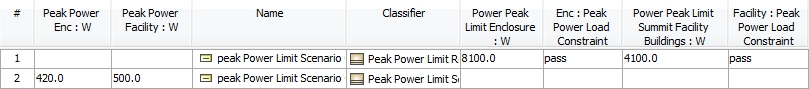 # Peak Power Enc : W Peak Power Facility : W Name Classifier Power Peak Limit Enclosure : W Enc : Peak Power Load Constraint Power Peak Limit Summit Facility Buildings : W Facility : Peak Power Load Constraint
1 peak Power Limit Scenario Peak Power Limit R 8100.0 pass 4100.0 pass
2 420.0 500.0 peak Power Limit Scenario Peak Power Limit S